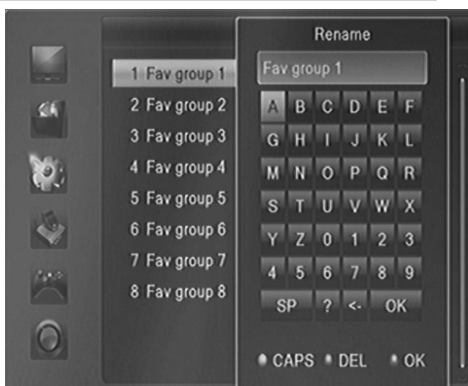 1 Fav group 1
2 Fav group 2
3 Fav group 3
4 Fav group 4
5 Fav group 5
6 Fav group 6
7 Fav group 7
8 Fav group 8
Rename
Fav group 1
A B C D E F
G H I J K L
M N O P Q R
S T U V W X
Y Z 0 1 2 3
4 5 6 7 8 9
SP ? <- OK
CAPS DEL OK